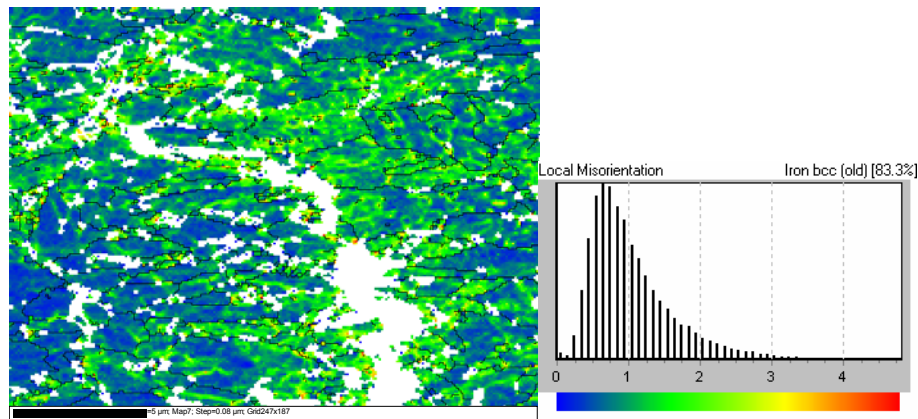 Local Misorientation Iron bcc (old) [83.3%]
0 1 2 3 4
=5 µm; Map7; Step=0.08 µm; Grid247x187